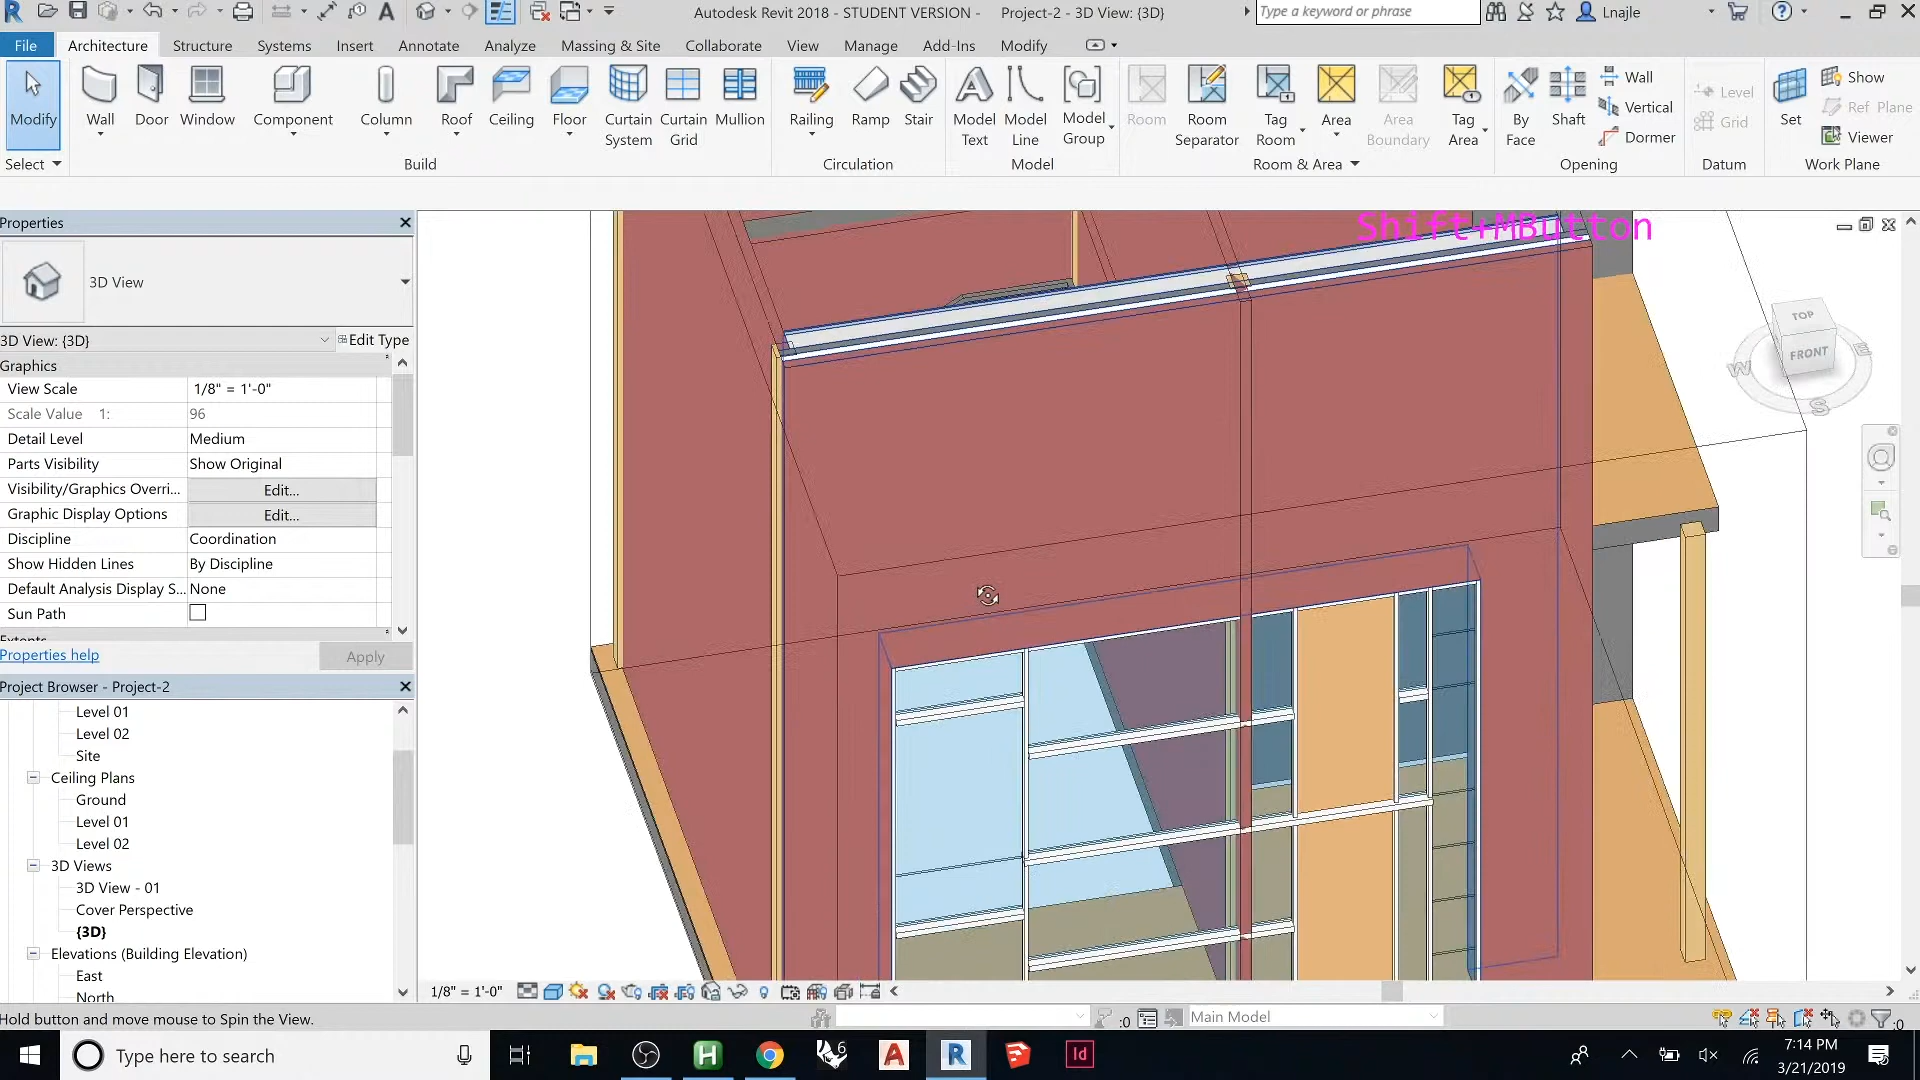 Autodesk Revit 2018 - STUDENT VERSION - Project-2 - 3D View: {3D}
Type a keyword or phrase
Lnajle
File Architecture Structure Systems Insert Annotate Analyze Massing & Site Collaborate View Manage Add-Ins Modify
Modify
Wall
Door
Window
Component
Column
Roof
Ceiling
Floor
Curtain System
Curtain Grid
Mullion
Railing
Ramp
Stair
Model Text
Model Line
Model Group
Room
Room Separator
Tag Room
Area
Area Boundary
Tag Area
By Face
Shaft
Wall
Vertical
Dormer
Level
Grid
Set
Show
Ref Plane
Viewer
Select Build Circulation Model Room & Area Opening Datum Work Plane
Shift+MButton
TOP
FRONT
W
E
S
Properties
3D View
3D View: {3D} Edit Type
Graphics
View Scale 1/8" = 1'-0"
Scale Value 1: 96
Detail Level Medium
Parts Visibility Show Original
Visibility/Graphics Overri... Edit...
Graphic Display Options Edit...
Discipline Coordination
Show Hidden Lines By Discipline
Default Analysis Display S... None
Sun Path
Extents
Properties help Apply
Project Browser - Project-2
Level 01
Level 02
Site
Ceiling Plans
Ground
Level 01
Level 02
3D Views
3D View - 01
Cover Perspective
{3D}
Elevations (Building Elevation)
East
North
1/8" = 1'-0"
Hold button and move mouse to Spin the View.
:0
Main Model
:0
Type here to search
7:14 PM
3/21/2019